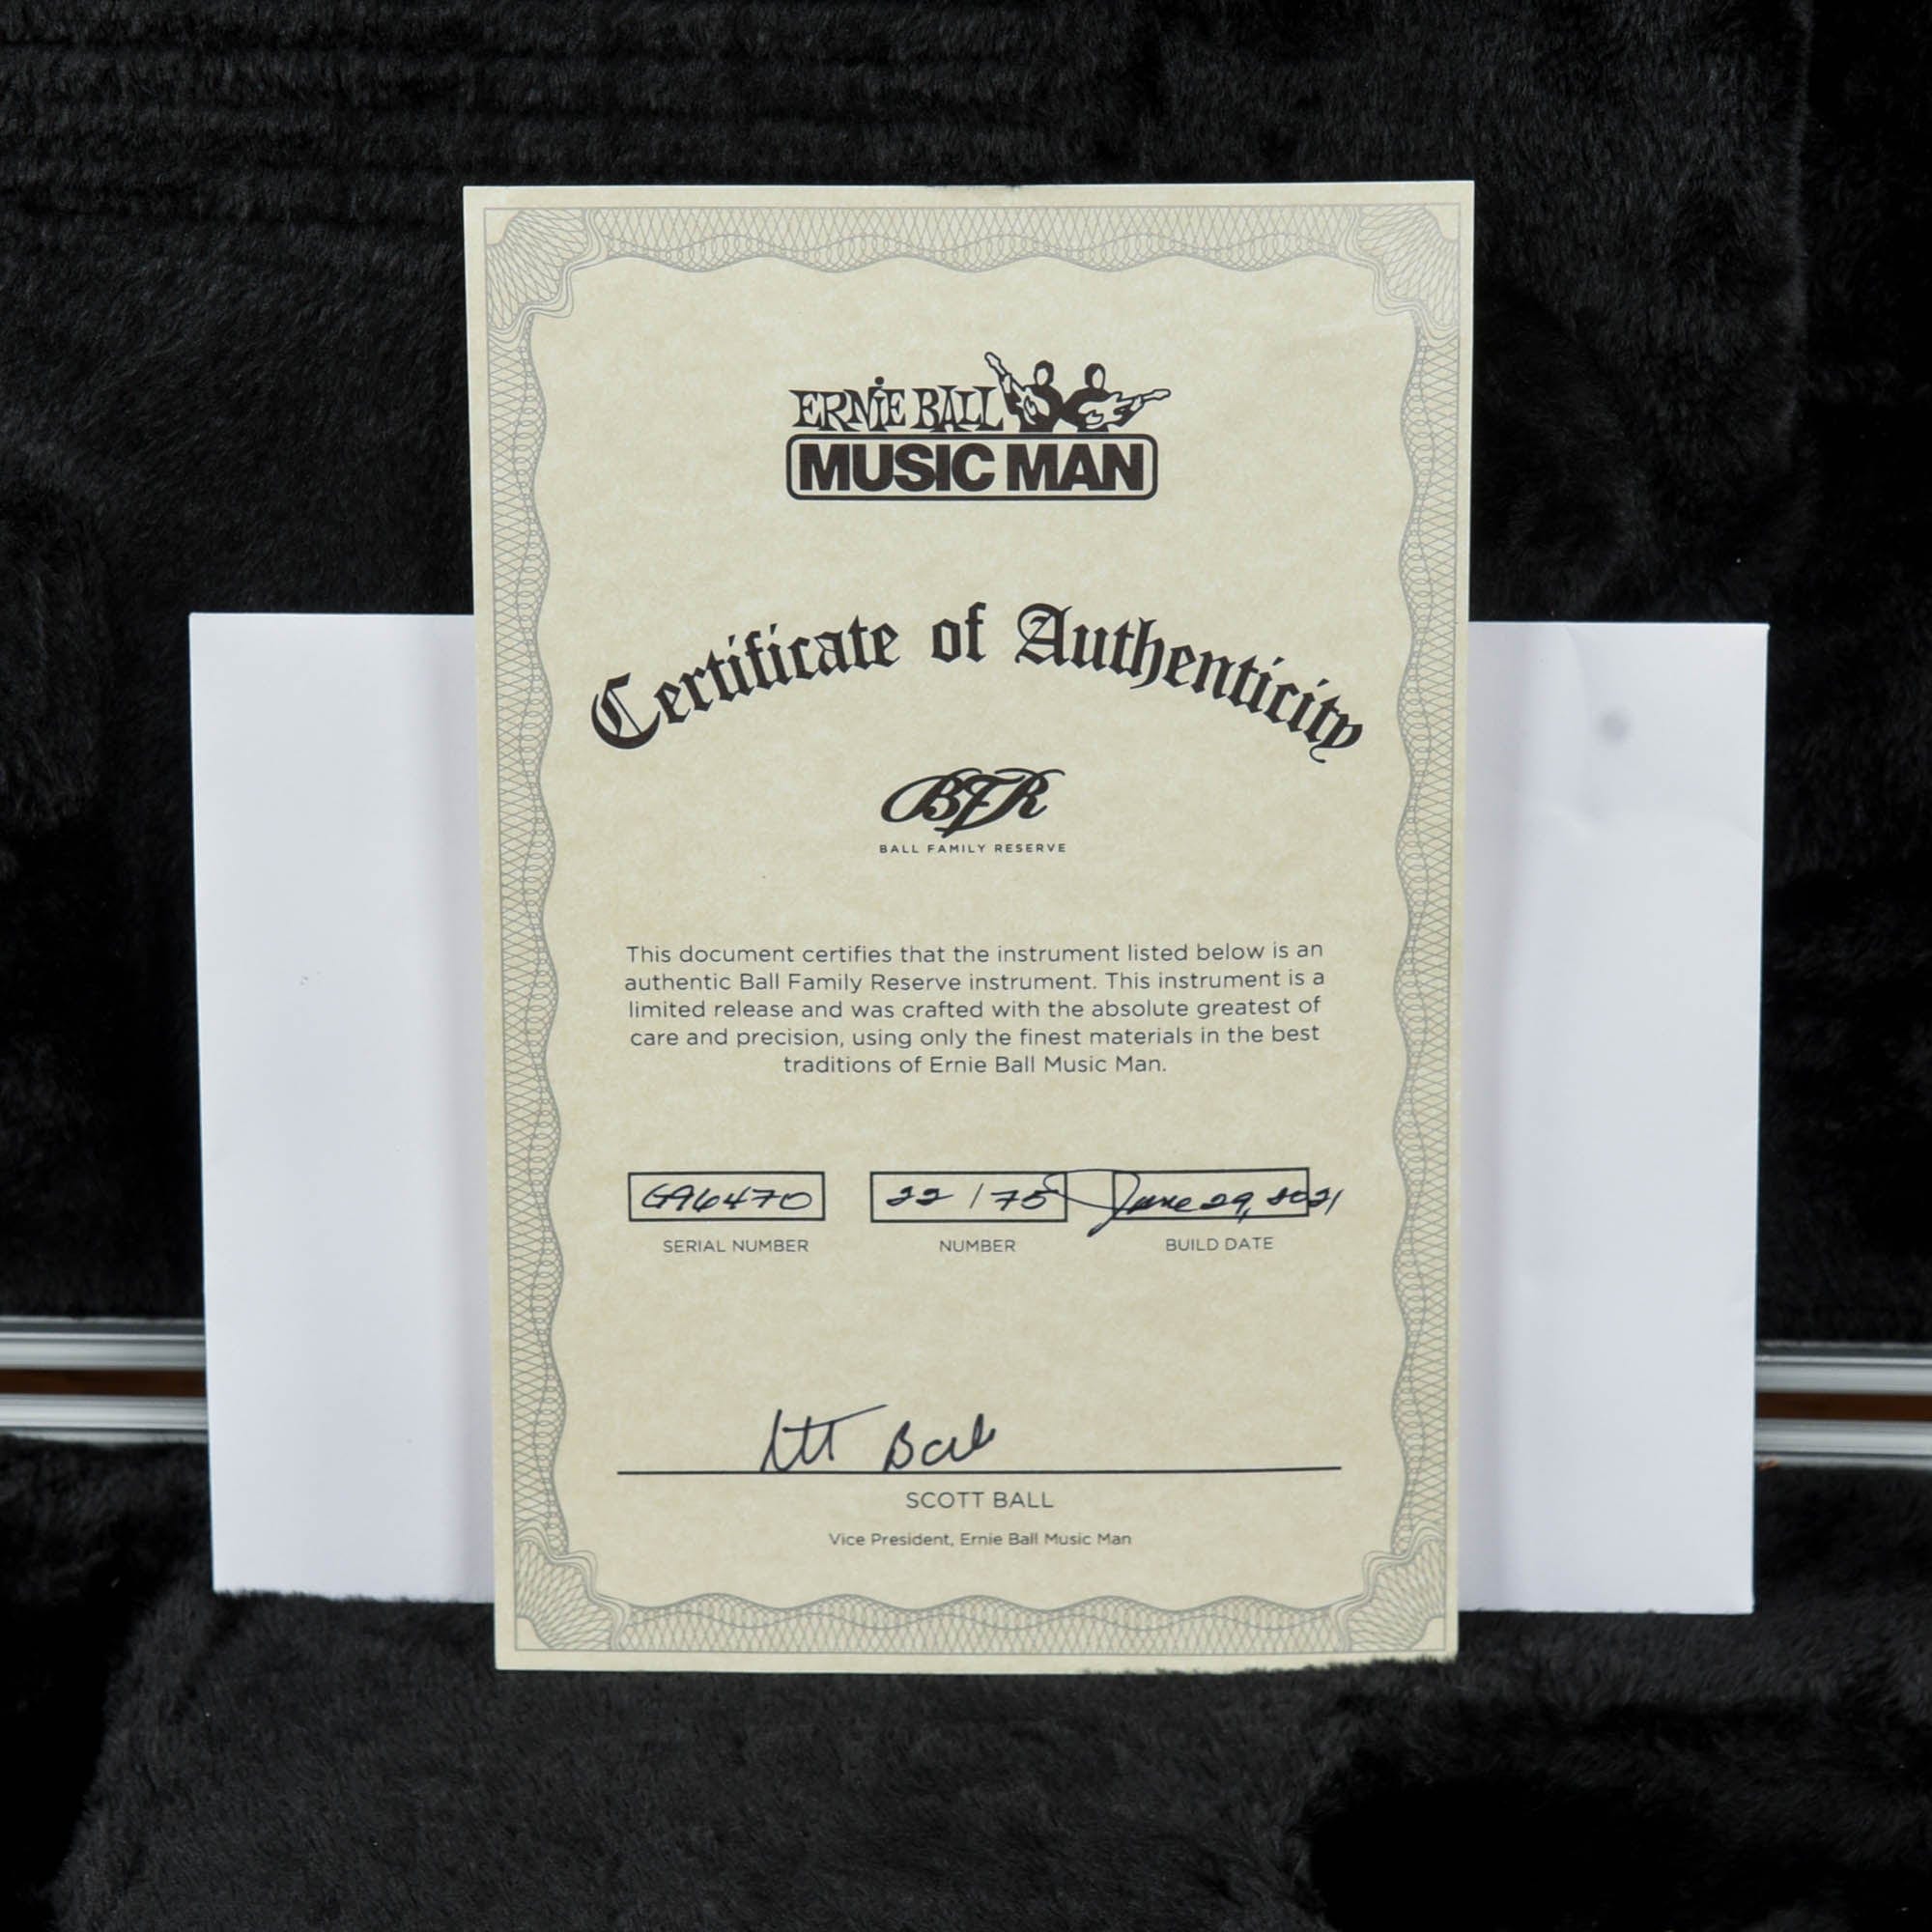 ERNIE BALL
MUSIC MAN
Certificate of Authenticity
BFR
BALL FAMILY RESERVE
This document certifies that the instrument listed below is an
authentic Ball Family Reserve instrument. This instrument is a
limited release and was crafted with the absolute greatest of
care and precision, using only the finest materials in the best
traditions of Ernie Ball Music Man.
22 / 75 June 29, 2021
SERIAL NUMBER NUMBER BUILD DATE
SCOTT BALL
Vice President, Ernie Ball Music Man